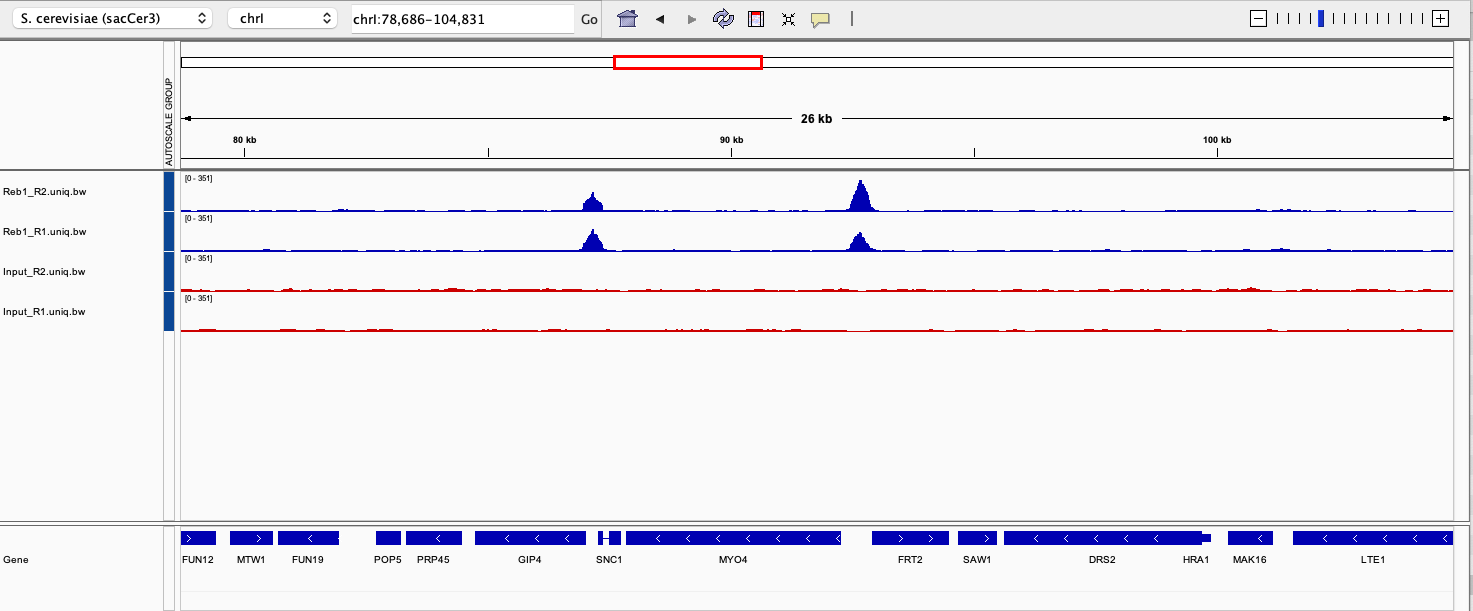 S. cerevisiae (sacCer3) chrI chrI:78,686-104,831 Go
AUTOSCALE GROUP
26 kb
80 kb 90 kb 100 kb
[0 - 351]
Reb1_R2.uniq.bw
[0 - 351]
Reb1_R1.uniq.bw
[0 - 351]
Input_R2.uniq.bw
[0 - 351]
Input_R1.uniq.bw
Gene FUN12 MTW1 FUN19 POP5 PRP45 GIP4 SNC1 MYO4 FRT2 SAW1 DRS2 HRA1 MAK16 LTE1